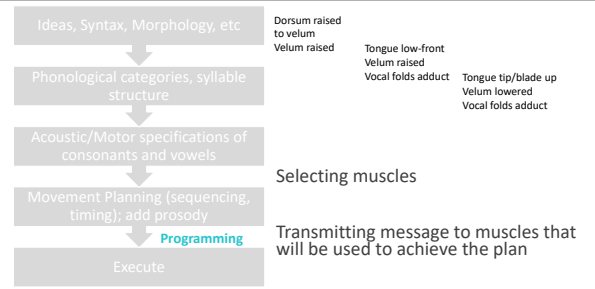 Ideas, Syntax, Morphology, etc
Phonological categories, syllable
structure
Acoustic/Motor specifications of
consonants and vowels
Movement Planning (sequencing,
timing); add prosody
Programming
Execute
Dorsum raised
to velum
Velum raised
Tongue low-front
Velum raised
Vocal folds adduct
Tongue tip/blade up
Velum lowered
Vocal folds adduct
Selecting muscles
Transmitting message to muscles that
will be used to achieve the plan